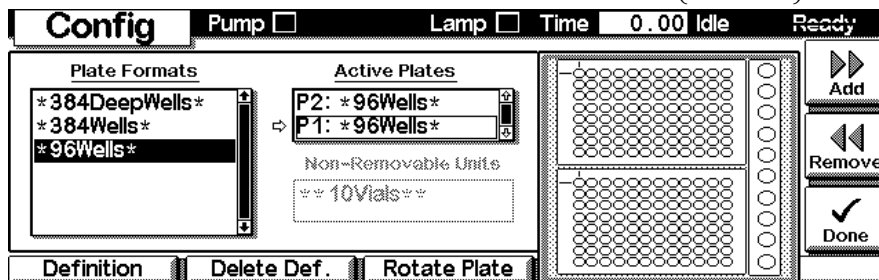 Config Pump Lamp Time 0.00 Idle Ready
Plate Formats
*384DeepWells*
*384Wells*
*96Wells*
Active Plates
P2: *96Wells*
P1: *96Wells*
Non-Removable Units
**10Vials**
Add
Remove
Done
Definition Delete Def. Rotate Plate